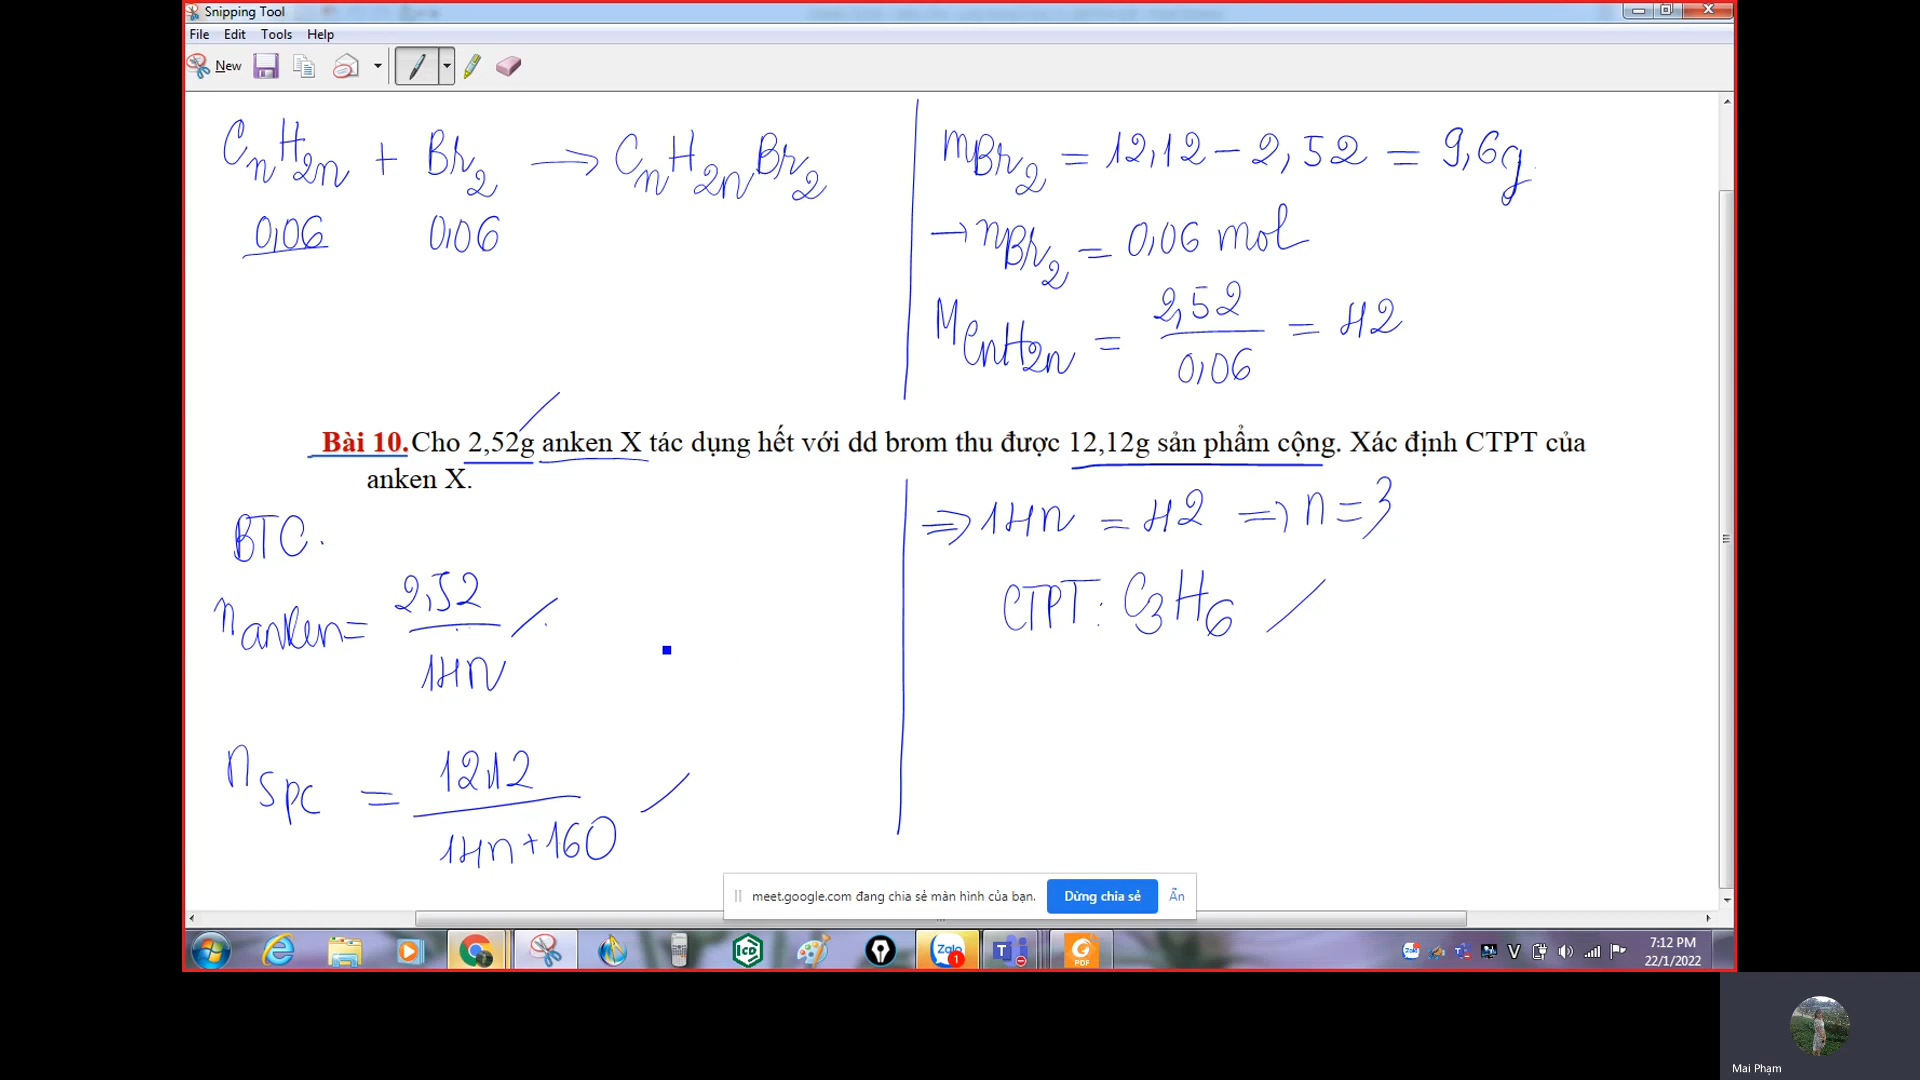 Snipping Tool
File Edit Tools Help
New
CnH2n + Br2 → CnH2nBr2
0,06 0,06
mBr2 = 12,12 - 2,52 = 9,6g
→ nBr2 = 0,06 mol
MCnH2n = 2,52 / 0,06 = 42
Bài 10. Cho 2,52g anken X tác dụng hết với dd brom thu được 12,12g sản phẩm cộng. Xác định CTPT của
anken X.
BTC.
nanken = 2,52 / 14n
nspc = 12,12 / 14n + 160
⇒ 14n = 42 ⇒ n = 3
CTPT: C3H6
meet.google.com đang chia sẻ màn hình của bạn. Dừng chia sẻ Ẩn
Zalo
1
T
ICD
PDF
V
7:12 PM
22/1/2022
Mai Phạm